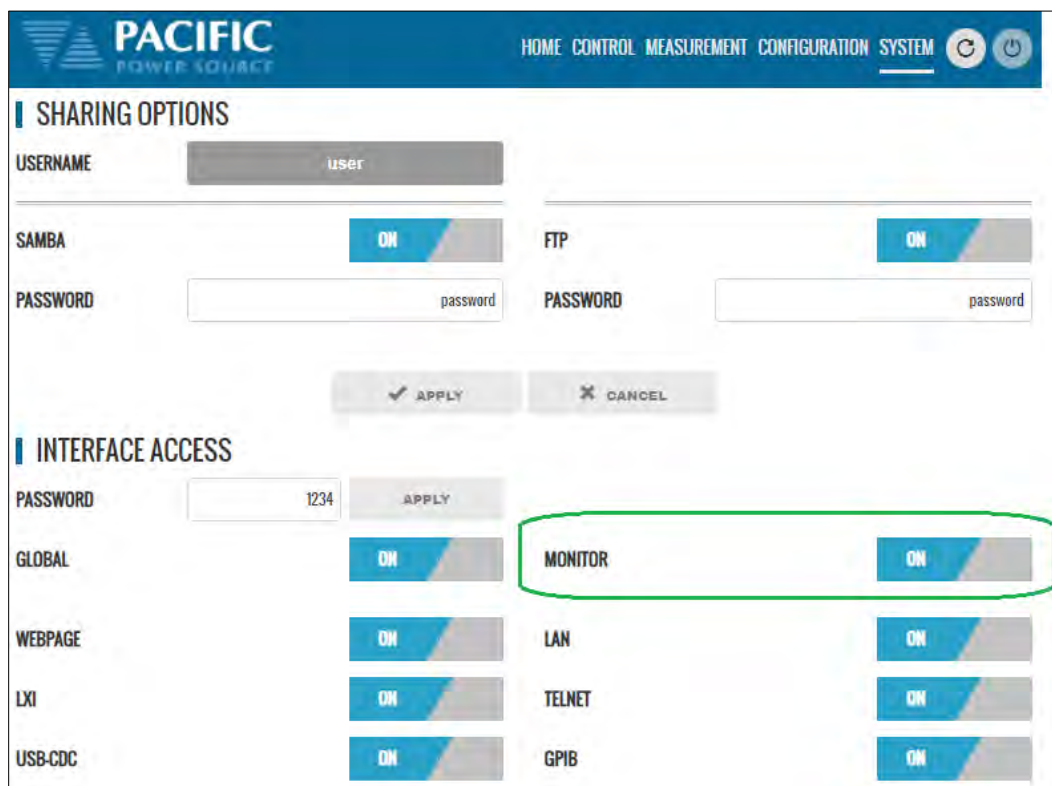 PACIFIC
POWER SOURCE
HOME CONTROL MEASUREMENT CONFIGURATION SYSTEM
SHARING OPTIONS
USERNAME user
SAMBA ON FTP ON
PASSWORD password PASSWORD password
APPLY CANCEL
INTERFACE ACCESS
PASSWORD 1234 APPLY
GLOBAL ON MONITOR ON
WEBPAGE ON LAN ON
LXI ON TELNET ON
USB-CDC ON GPIB ON